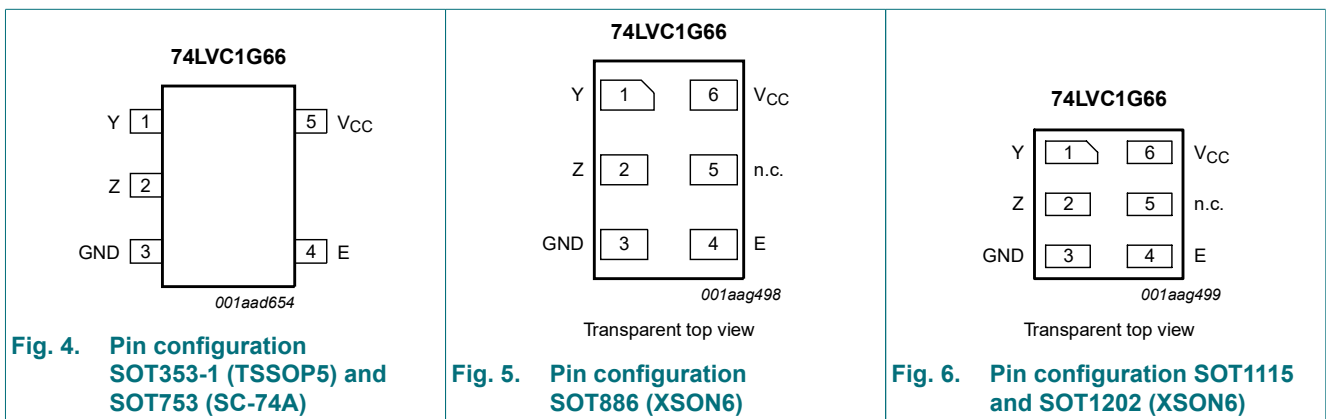 74LVC1G66
Y 1
5 VCC
Z 2
GND 3
4 E
001aad654
Fig. 4. Pin configuration
SOT353-1 (TSSOP5) and
SOT753 (SC-74A)
74LVC1G66
Y 1 6 VCC
Z 2 5 n.c.
GND 3 4 E
001aag498
Transparent top view
Fig. 5. Pin configuration
SOT886 (XSON6)
74LVC1G66
Y 1 6 VCC
Z 2 5 n.c.
GND 3 4 E
001aag499
Transparent top view
Fig. 6. Pin configuration SOT1115
and SOT1202 (XSON6)